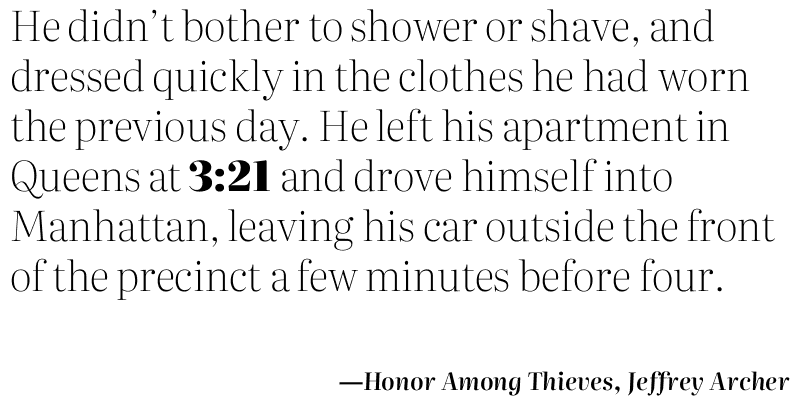 He didn’t bother to shower or shave, and
dressed quickly in the clothes he had worn
the previous day. He left his apartment in
Queens at 3:21 and drove himself into
Manhattan, leaving his car outside the front
of the precinct a few minutes before four.
—Honor Among Thieves, Jeffrey Archer